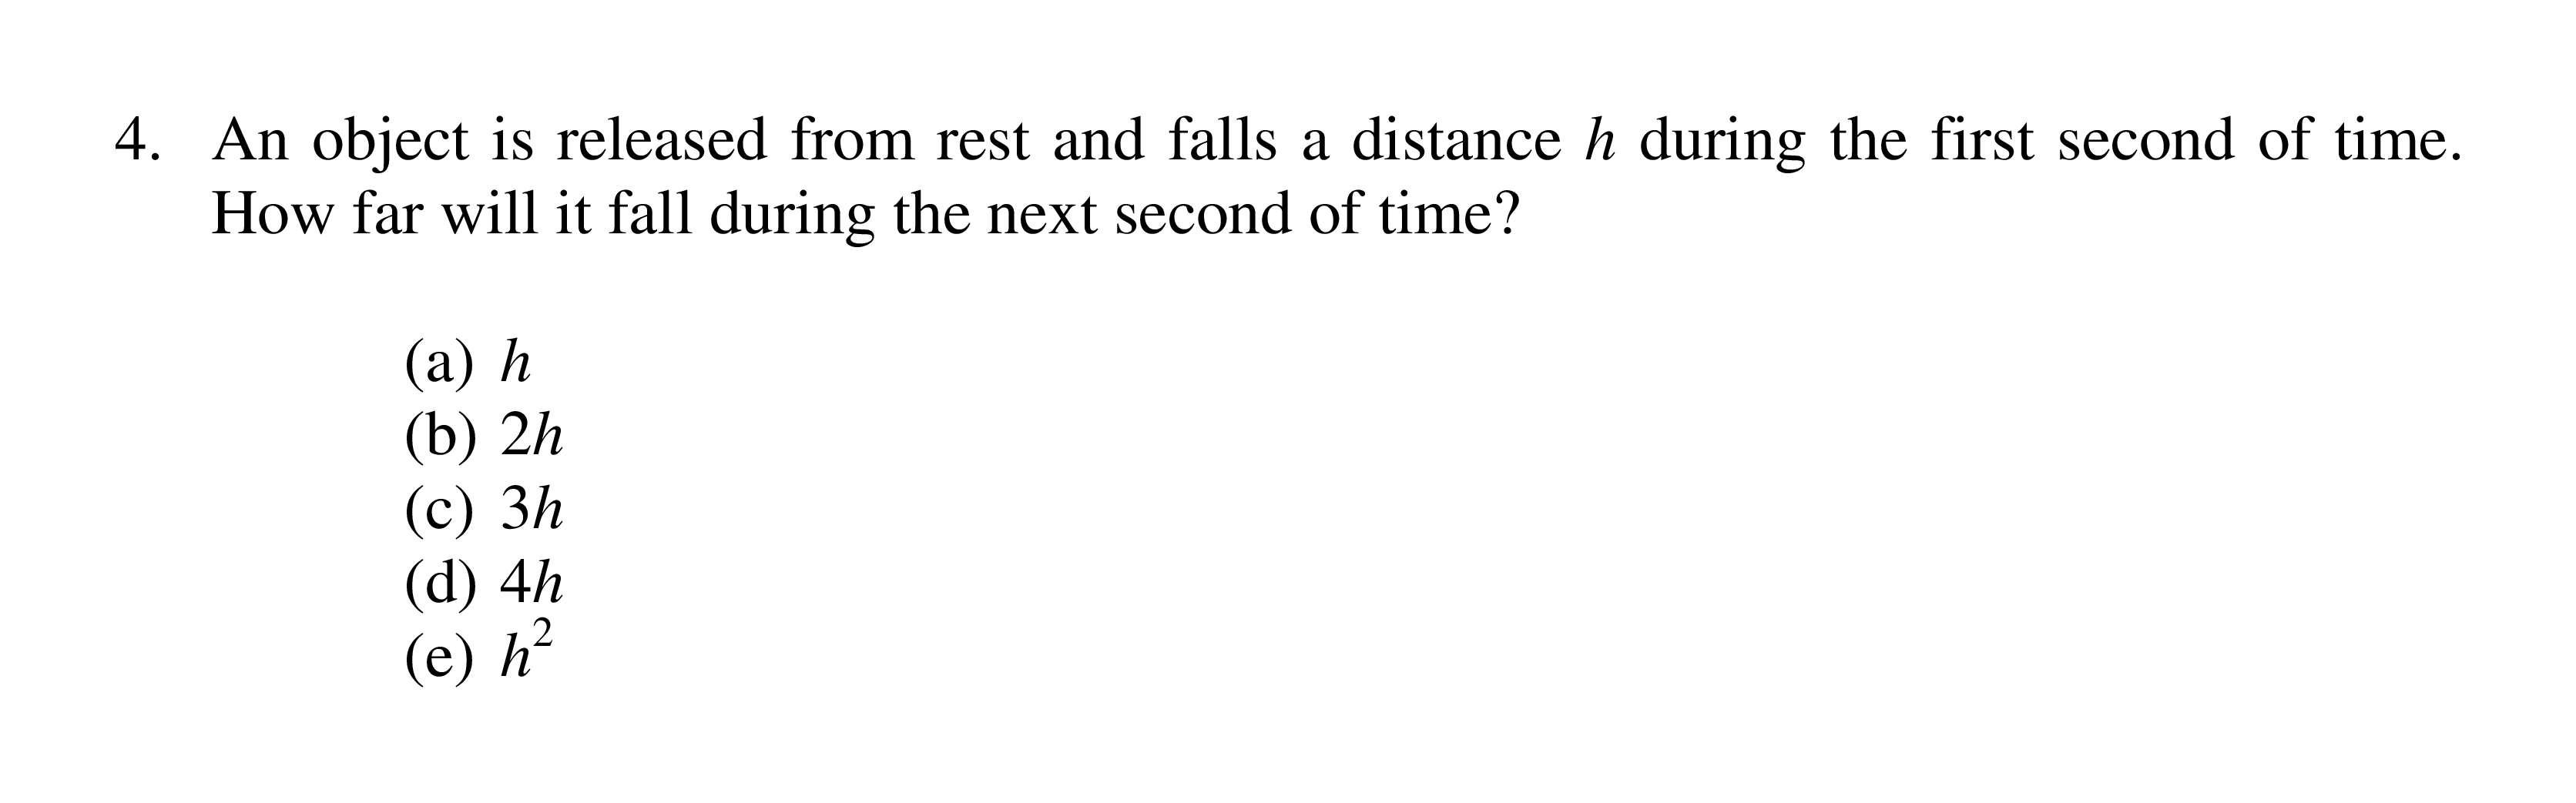 4. An object is released from rest and falls a distance h during the first second of time.
How far will it fall during the next second of time?
(a) h
(b) 2h
(c) 3h
(d) 4h
(e) h²